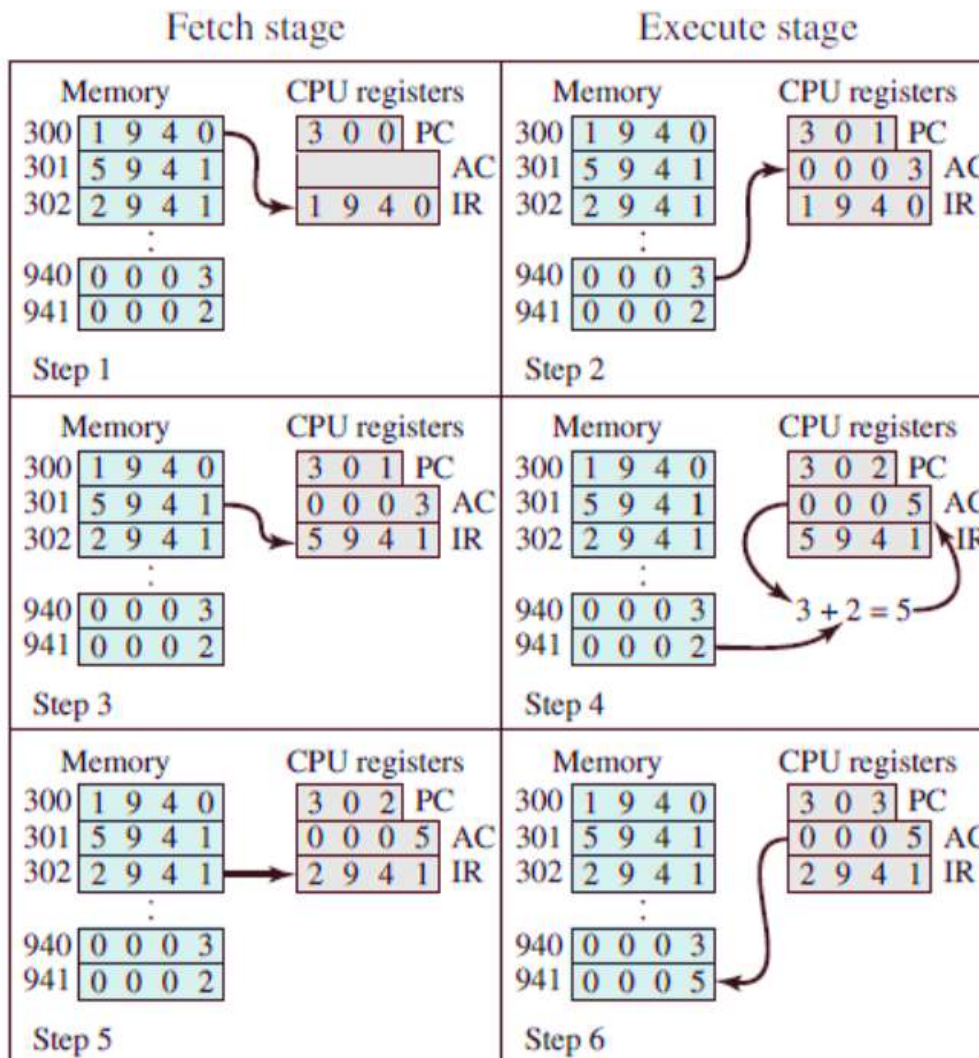 Fetch stage
Execute stage
Memory CPU registers
300 1 9 4 0 3 0 0 PC
301 5 9 4 1 AC
302 2 9 4 1 1 9 4 0 IR
940 0 0 0 3
941 0 0 0 2
Step 1
Memory CPU registers
300 1 9 4 0 3 0 1 PC
301 5 9 4 1 0 0 0 3 AC
302 2 9 4 1 1 9 4 0 IR
940 0 0 0 3
941 0 0 0 2
Step 2
Memory CPU registers
300 1 9 4 0 3 0 1 PC
301 5 9 4 1 0 0 0 3 AC
302 2 9 4 1 5 9 4 1 IR
940 0 0 0 3
941 0 0 0 2
Step 3
Memory CPU registers
300 1 9 4 0 3 0 2 PC
301 5 9 4 1 0 0 0 5 AC
302 2 9 4 1 5 9 4 1 IR
940 0 0 0 3 3 + 2 = 5
941 0 0 0 2
Step 4
Memory CPU registers
300 1 9 4 0 3 0 2 PC
301 5 9 4 1 0 0 0 5 AC
302 2 9 4 1 2 9 4 1 IR
940 0 0 0 3
941 0 0 0 2
Step 5
Memory CPU registers
300 1 9 4 0 3 0 3 PC
301 5 9 4 1 0 0 0 5 AC
302 2 9 4 1 2 9 4 1 IR
940 0 0 0 3
941 0 0 0 5
Step 6